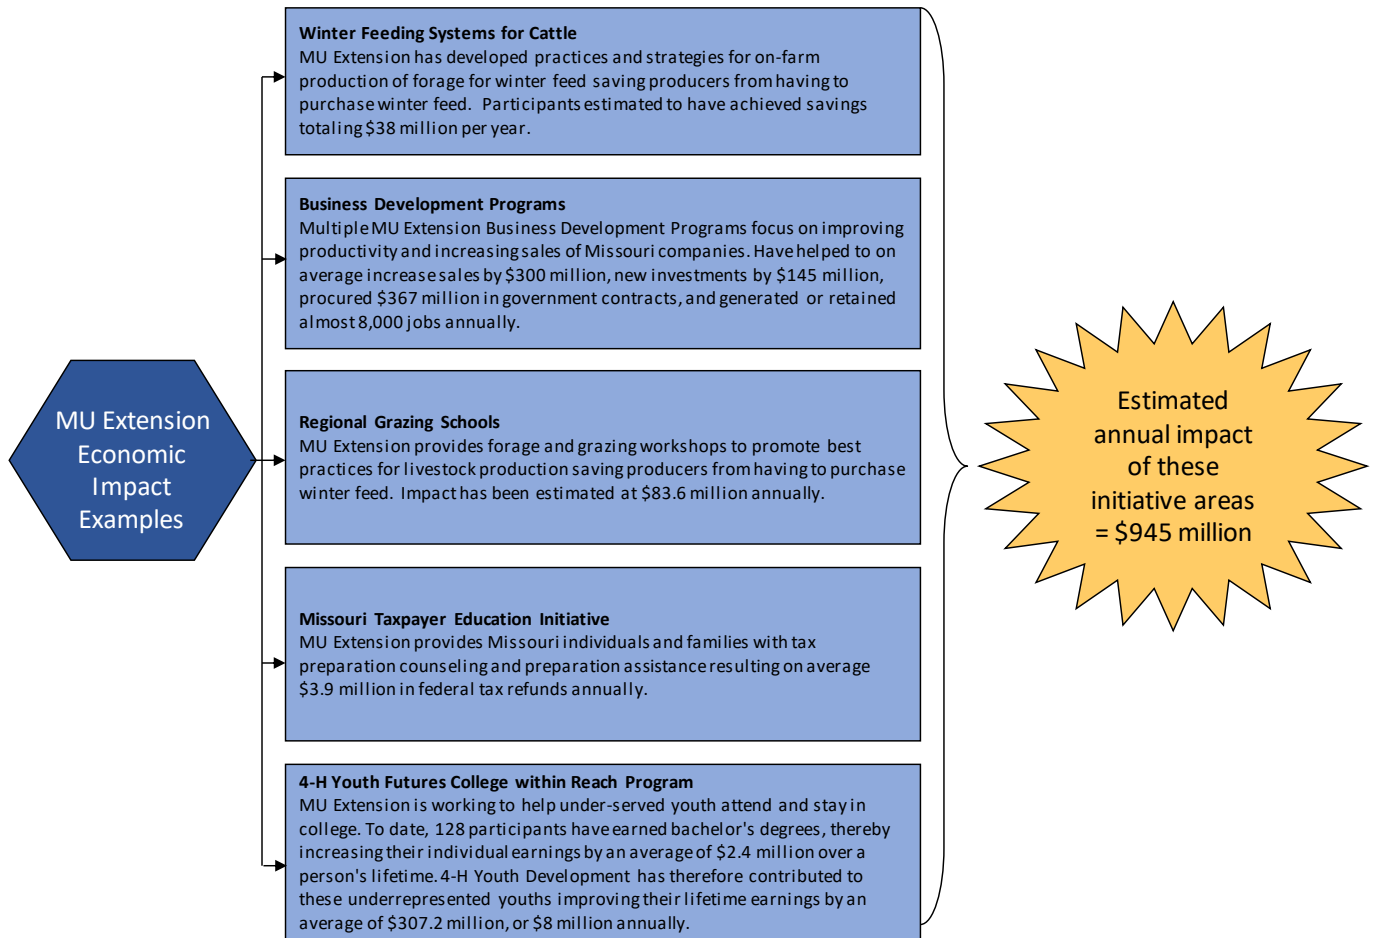 MU Extension
Economic
Impact
Examples
Winter Feeding Systems for Cattle
MU Extension has developed practices and strategies for on-farm
production of forage for winter feed saving producers from having to
purchase winter feed. Participants estimated to have achieved savings
totaling $38 million per year.
Business Development Programs
Multiple MU Extension Business Development Programs focus on improving
productivity and increasing sales of Missouri companies. Have helped to on
average increase sales by $300 million, new investments by $145 million,
procured $367 million in government contracts, and generated or retained
almost 8,000 jobs annually.
Regional Grazing Schools
MU Extension provides forage and grazing workshops to promote best
practices for livestock production saving producers from having to purchase
winter feed. Impact has been estimated at $83.6 million annually.
Missouri Taxpayer Education Initiative
MU Extension provides Missouri individuals and families with tax
preparation counseling and preparation assistance resulting on average
$3.9 million in federal tax refunds annually.
4-H Youth Futures College within Reach Program
MU Extension is working to help under-served youth attend and stay in
college. To date, 128 participants have earned bachelor's degrees, thereby
increasing their individual earnings by an average of $2.4 million over a
person's lifetime. 4-H Youth Development has therefore contributed to
these underrepresented youths improving their lifetime earnings by an
average of $307.2 million, or $8 million annually.
Estimated
annual impact
of these
initiative areas
= $945 million